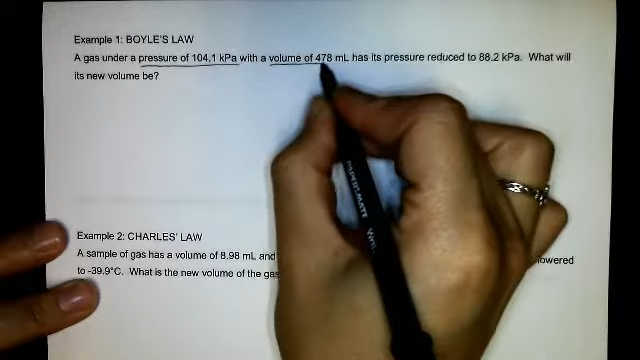 Example 1: BOYLE'S LAW
A gas under a pressure of 104.1 kPa with a volume of 478 mL has its pressure reduced to 88.2 kPa. What will
its new volume be?
Example 2: CHARLES' LAW
A sample of gas has a volume of 8.98 mL and lowered
to -39.9°C. What is the new volume of the gas
PAPER MATE